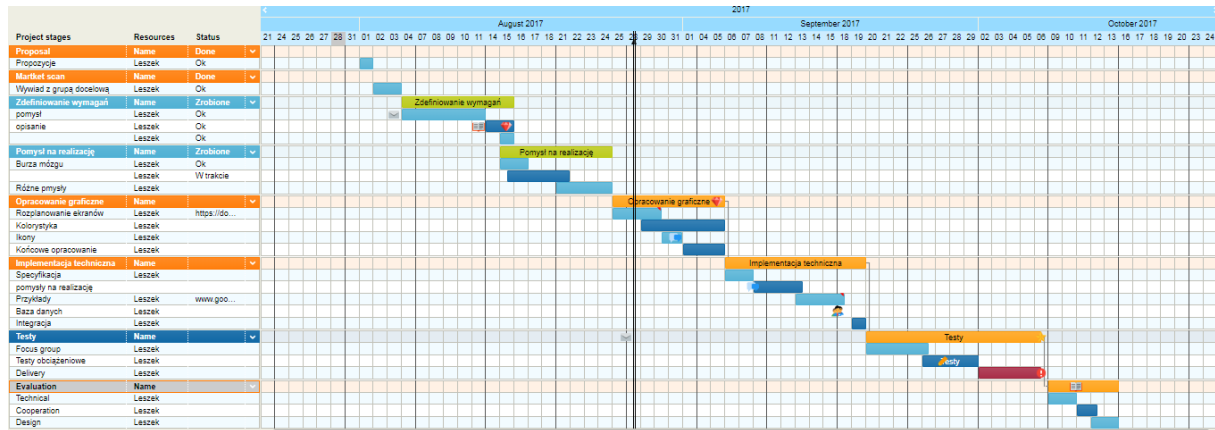 2017
August 2017 September 2017 October 2017
Project stages Resources Status 21 24 25 26 27 28 31 01 02 03 04 07 08 09 10 11 14 15 16 17 18 21 22 23 24 25 28 29 30 31 01 04 05 06 07 08 11 12 13 14 15 18 19 20 21 22 25 26 27 28 29 02 03 04 05 06 09 10 11 12 13 16 17 18 19 20 23 24
Proposal Name Done
Propozycje Leszek Ok
Martket scan Name Done
Wywiad z grupą docelową Leszek Ok
Zdefiniowanie wymagań Name Zrobione Zdefiniowanie wymagań
pomysł Leszek Ok
opisanie Leszek Ok
Leszek Ok
Pomysł na realizację Name Zrobione Pomysł na realizację
Burza mózgu Leszek Ok
Leszek W trakcie
Różne pmysły Leszek
Opracowanie graficzne Name Opracowanie graficzne
Rozplanowanie ekranów Leszek https://do...
Kolorystyka Leszek
Ikony Leszek
Końcowe opracowanie Leszek
Implementacja techniczna Name Implementacja techniczna
Specyfikacja Leszek
pomysły na realizację
Przykłady Leszek www.goo...
Baza danych Leszek
Integracja Leszek
Testy Name Testy
Focus group Leszek
Testy obciążeniowe Leszek Testy
Delivery Leszek
Evaluation Name
Technical Leszek
Cooperation Leszek
Design Leszek